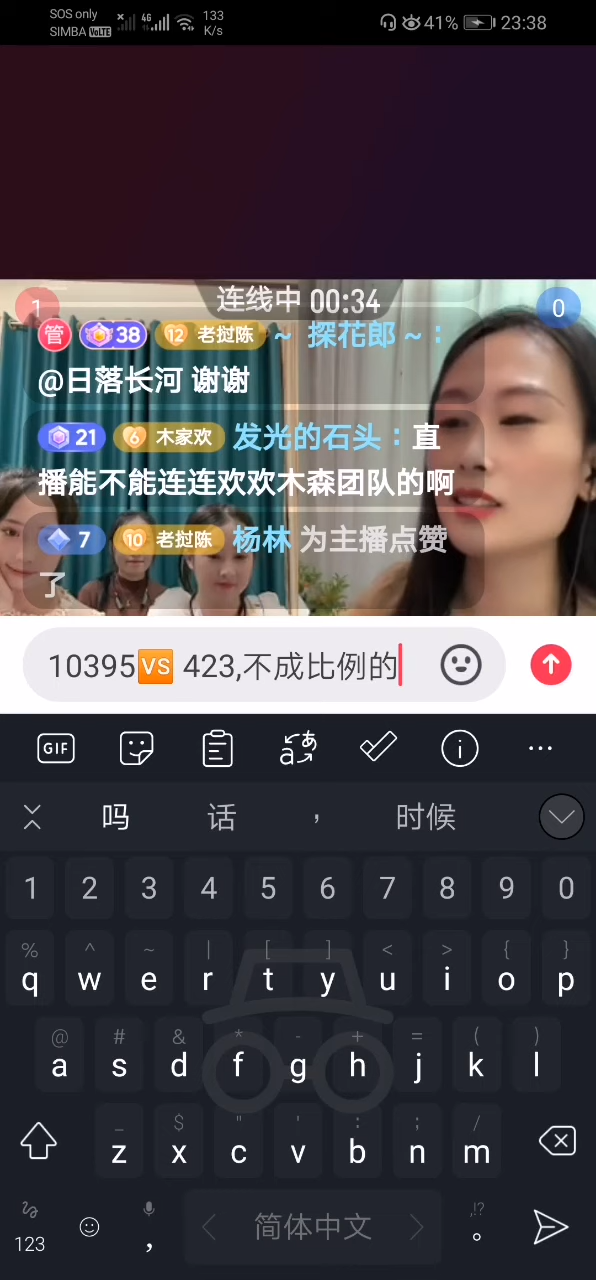 SOS only
SIMBA VoLTE
4G
133
K/s
41%
23:38
1
连线中 00:34
0
管 38 12 老挝陈 ~ 探花郎 ~：
@日落长河 谢谢
21 6 木家欢 发光的石头：直
播能不能连连欢欢木森团队的啊
7 10 老挝陈 杨林 为主播点赞
了
10395🆚 423,不成比例的
GIF
aあ
吗 话 ， 时候
1 2 3 4 5 6 7 8 9 0
% ^ ~ | [ ] < > { }
q w e r t y u i o p
@ # & * - + = ( )
a s d f g h j k l
_ $ " ' : ; /
z x c v b n m
,!?
123 , 简体中文 。